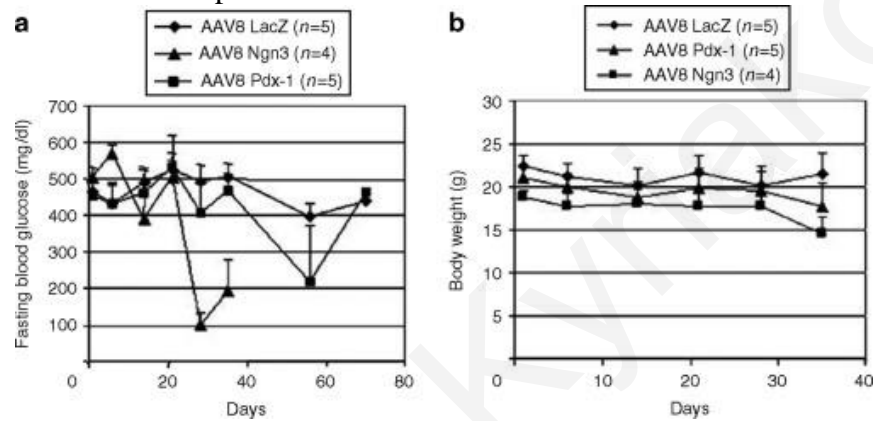 a
AAV8 LacZ (n=5)
AAV8 Ngn3 (n=4)
AAV8 Pdx-1 (n=5)
700
600
500
400
300
200
100
0
20
40
60
80
Fasting blood glucose (mg/dl)
Days
b
AAV8 LacZ (n=5)
AAV8 Pdx-1 (n=5)
AAV8 Ngn3 (n=4)
30
25
20
15
10
5
0
10
20
30
40
Body weight (g)
Days